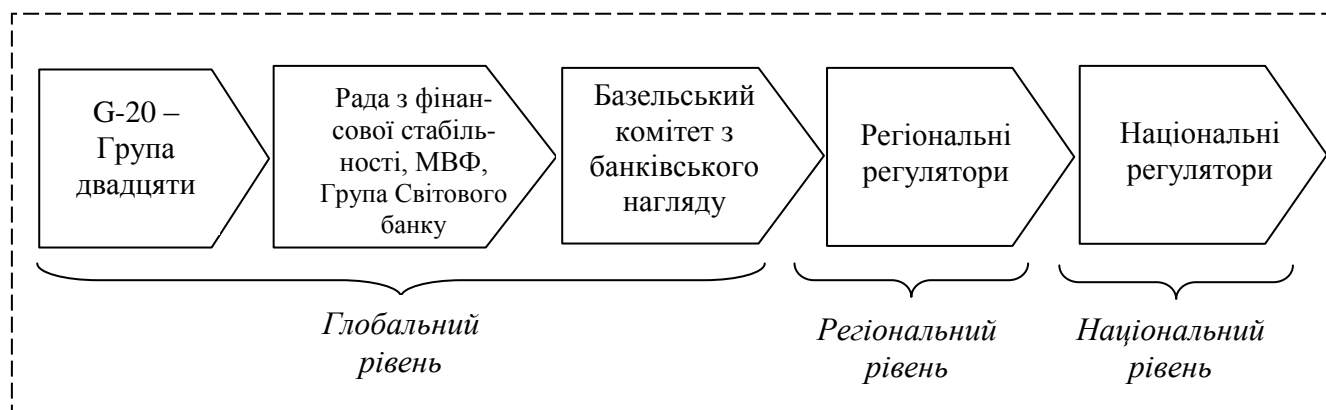 G-20 –
Група
двадцяти
Рада з фінан-
сової стабіль-
ності, МВФ,
Група Світового
банку
Базельський
комітет з
банківського
нагляду
Регіональні
регулятори
Національні
регулятори
Глобальний
рівень
Регіональний
рівень
Національний
рівень